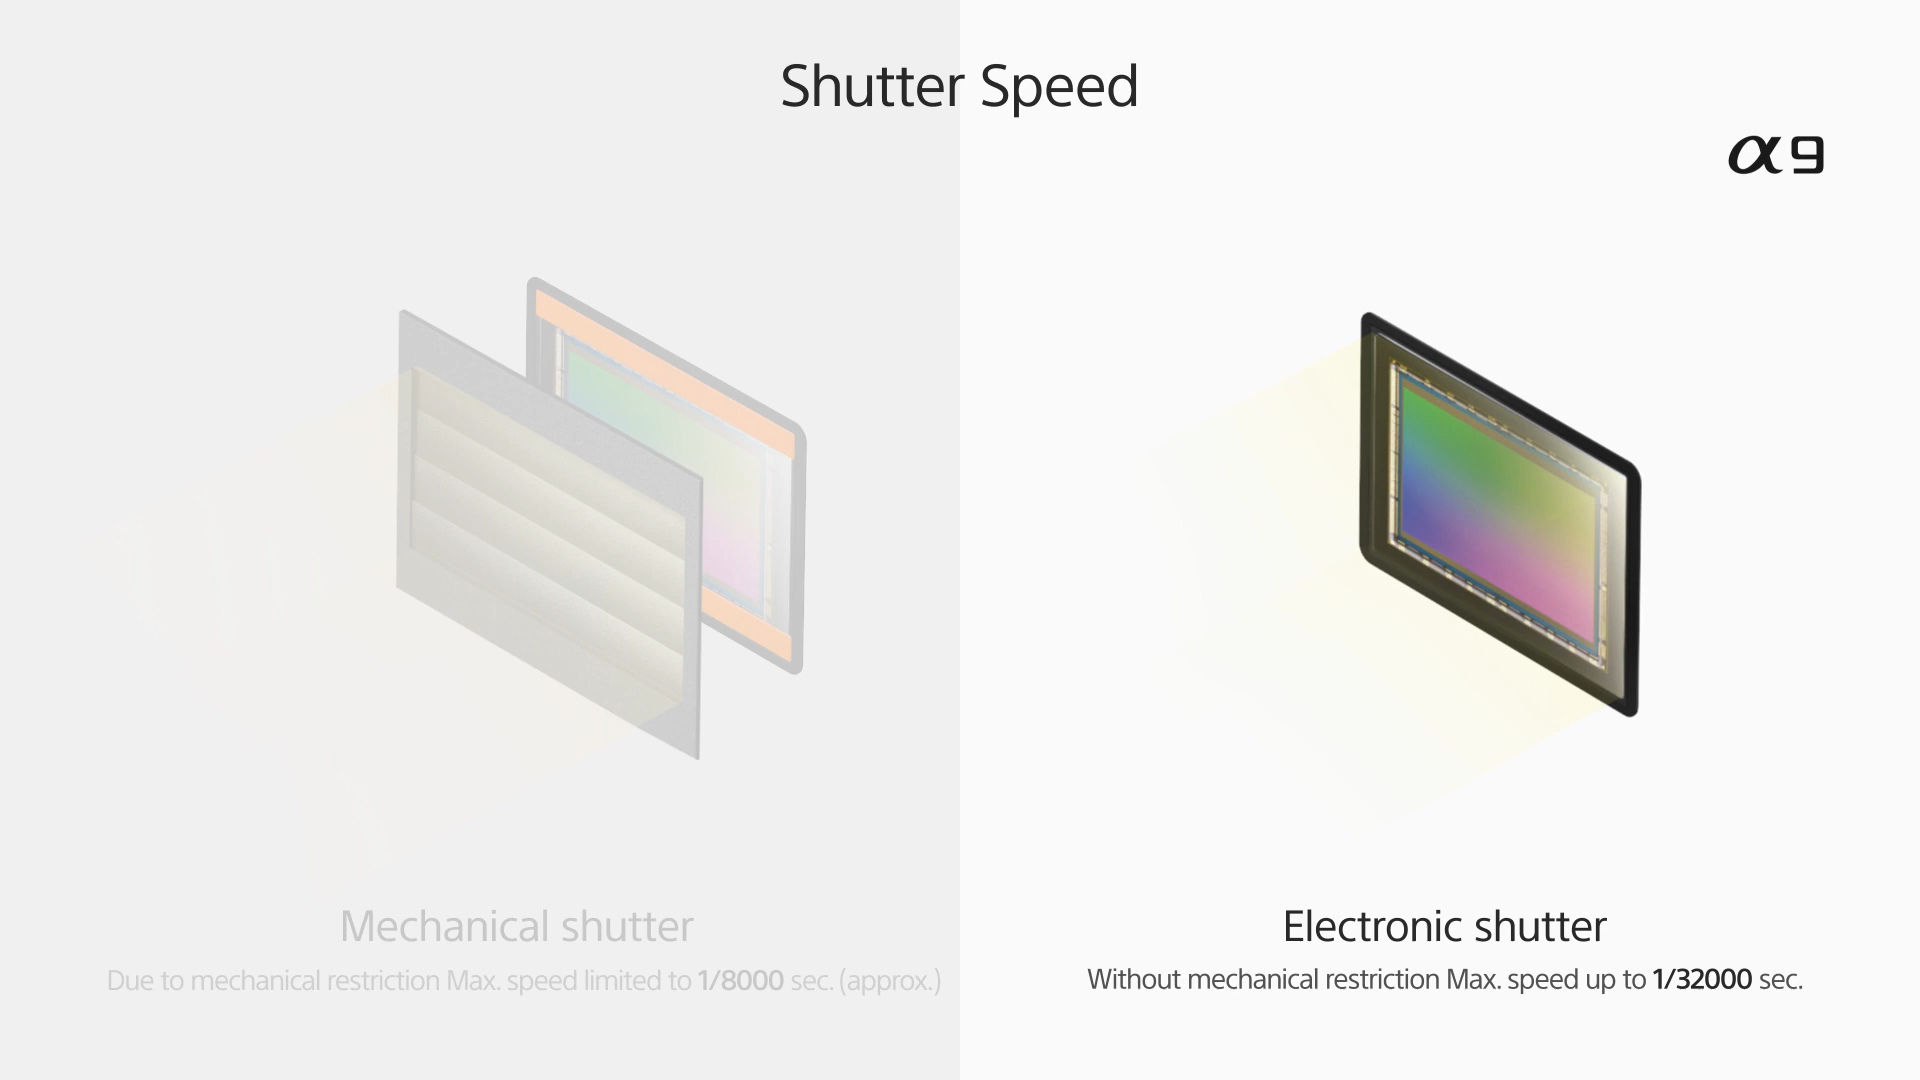 Shutter Speed
α9
Mechanical shutter
Due to mechanical restriction Max. speed limited to 1/8000 sec. (approx.)
Electronic shutter
Without mechanical restriction Max. speed up to 1/32000 sec.